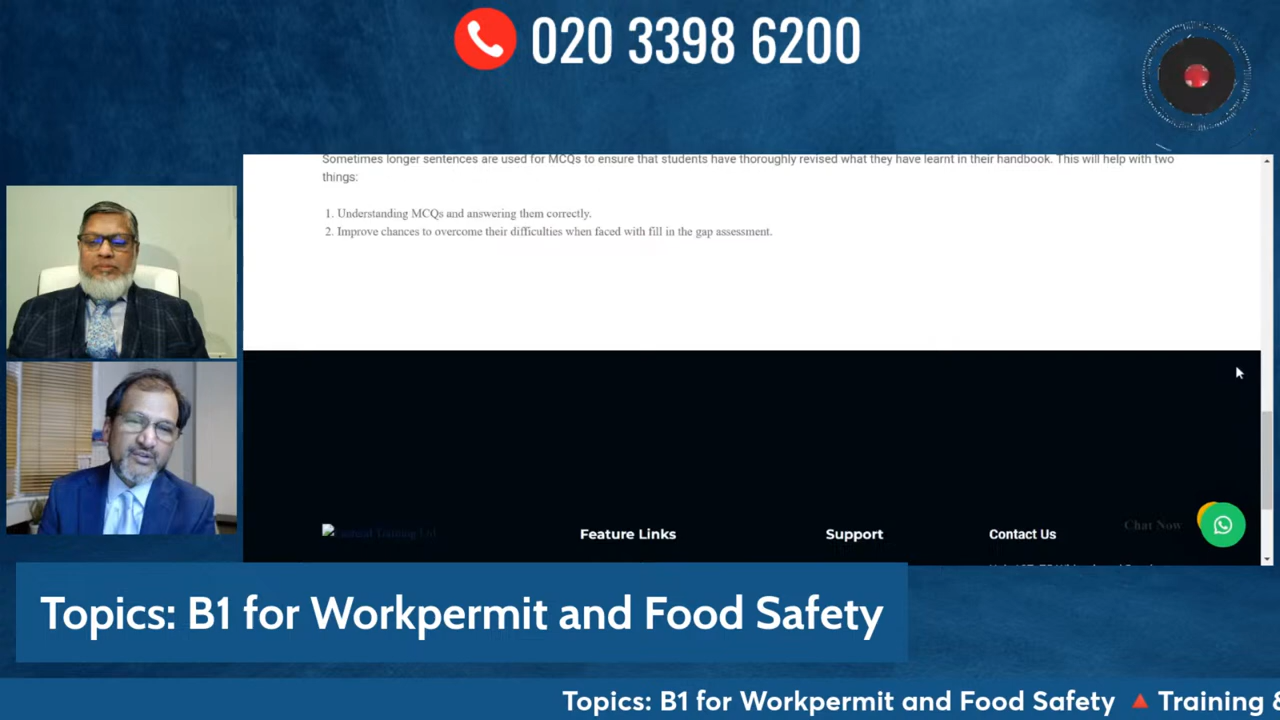 020 3398 6200
Sometimes longer sentences are used for MCQs to ensure that students have thoroughly revised what they have learnt in their handbook. This will help with two
things:
1. Understanding MCQs and answering them correctly.
2. Improve chances to overcome their difficulties when faced with fill in the gap assessment.
Training Ltd
Feature Links
Support
Contact Us
Chat Now
Topics: B1 for Workpermit and Food Safety
Topics: B1 for Workpermit and Food Safety 🔺 Training &